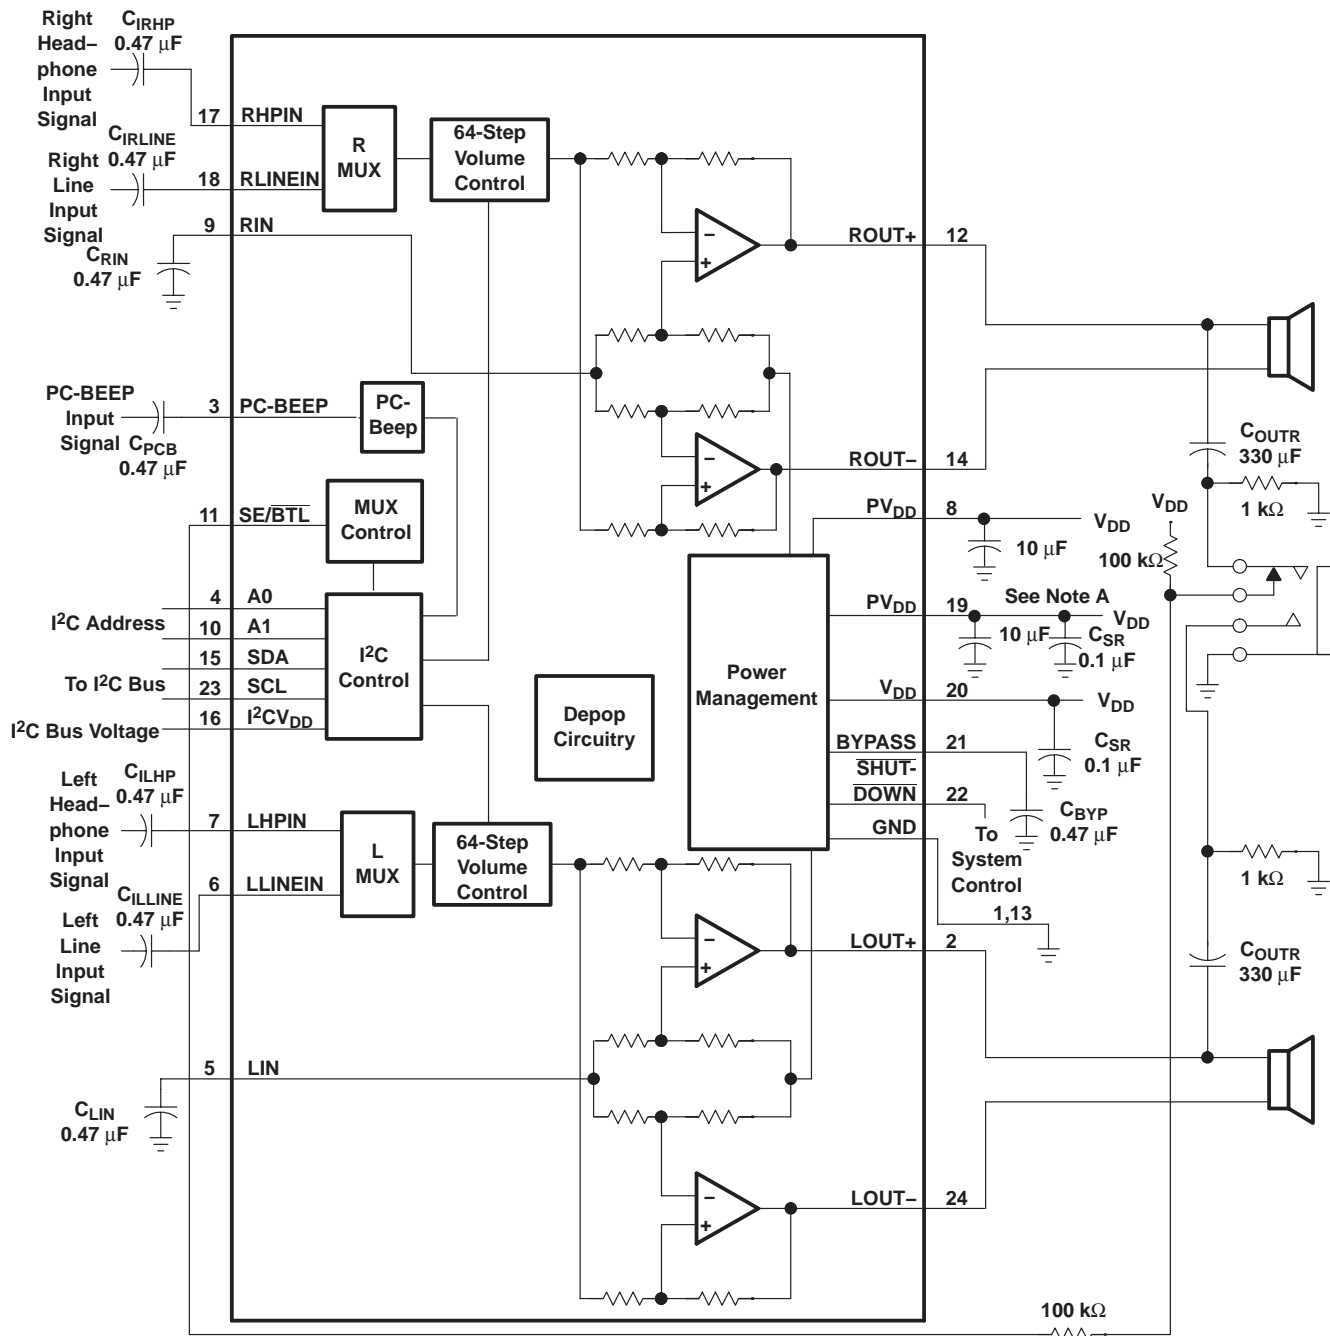 Right
Head–
phone
Input
Signal
CIRHP
0.47 μF
17
RHPIN
Right
Line
Input
Signal
CIRLINE
0.47 μF
18
RLINEIN
R
MUX
64-Step
Volume
Control
9
RIN
CRIN
0.47 μF
ROUT+
12
–
+
PC-BEEP
Input
Signal
CPCB
0.47 μF
3
PC-BEEP
PC-
Beep
–
+
ROUT–
14
COUTR
330 μF
1 kΩ
11
SE/BTL
MUX
Control
PVDD
8
VDD
10 μF
VDD
100 kΩ
I2C Address
4
A0
10
A1
To I2C Bus
15
SDA
23
SCL
I2C Bus Voltage
16
I2CVDD
I2C
Control
Depop
Circuitry
Power
Management
PVDD
19
See Note A
VDD
10 μF
CSR
0.1 μF
VDD
20
VDD
CSR
0.1 μF
BYPASS
21
CBYP
0.47 μF
SHUT-
DOWN
22
To
System
Control
GND
1,13
Left
Head–
phone
Input
Signal
CILHP
0.47 μF
7
LHPIN
Left
Line
Input
Signal
CILLINE
0.47 μF
6
LLINEIN
L
MUX
64-Step
Volume
Control
1 kΩ
–
+
LOUT+
2
COUTR
330 μF
5
LIN
CLIN
0.47 μF
–
+
LOUT–
24
100 kΩ